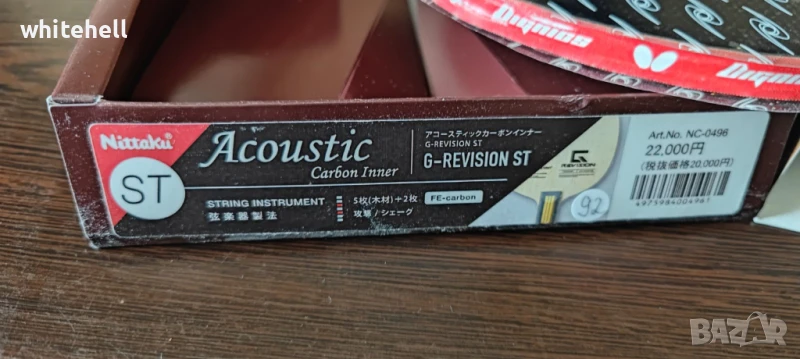 whitehell
Dignics
Dignics
Nittaku
ST
Acoustic
Carbon Inner
STRING INSTRUMENT
弦楽器製法
5枚(木材)+2枚
攻撃/シェーク
アコースティックカーボンインナー
G-REVISION ST
G-REVISION ST
FE-carbon
G
92
Art.No. NC-0496
22,000円
(税抜価格20,000円)
4975984004961
BAZAR